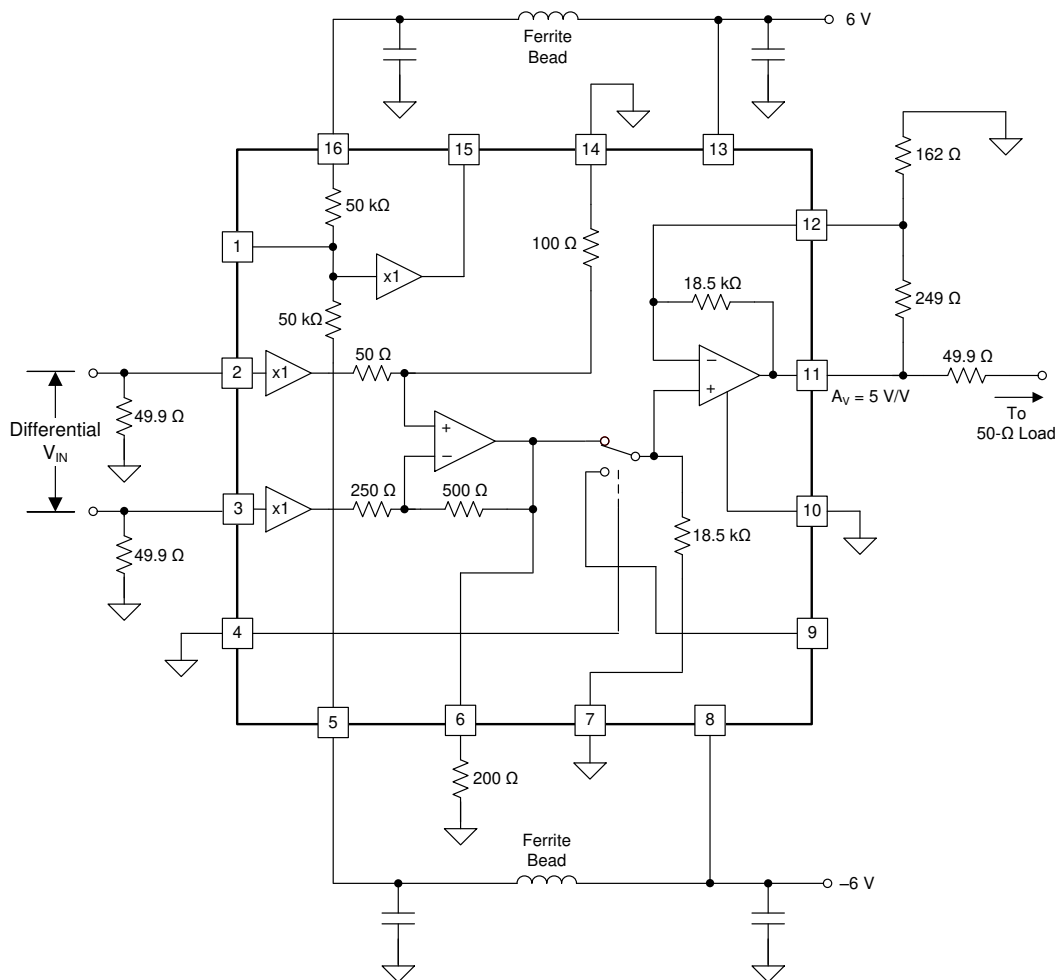 6 V
Ferrite
Bead
16
15
14
13
162 Ω
50 kΩ
1
12
x1
100 Ω
18.5 kΩ
249 Ω
50 kΩ
2
x1
50 Ω
–
+
11
49.9 Ω
A_V = 5 V/V
To
50-Ω Load
Differential
V_IN
49.9 Ω
+
–
3
x1
250 Ω
500 Ω
18.5 kΩ
10
49.9 Ω
4
9
5
6
7
8
200 Ω
Ferrite
Bead
–6 V